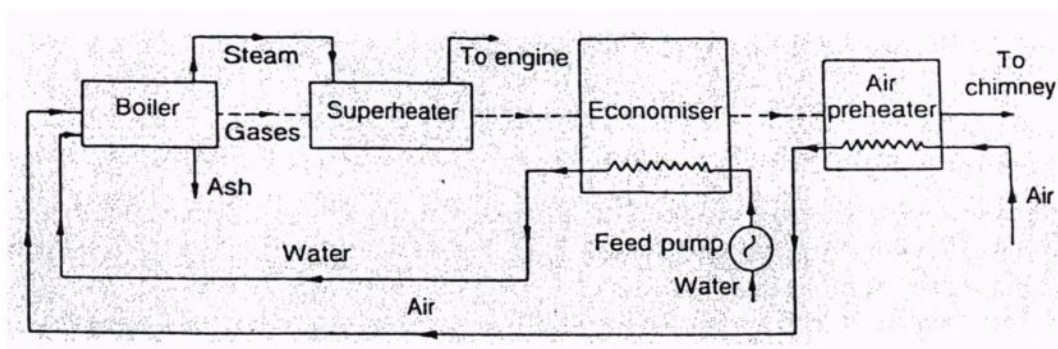 Steam
To engine
To
chimney
Boiler
Superheater
Economiser
Air
preheater
Gases
Ash
Air
Feed pump
Water
Water
Air